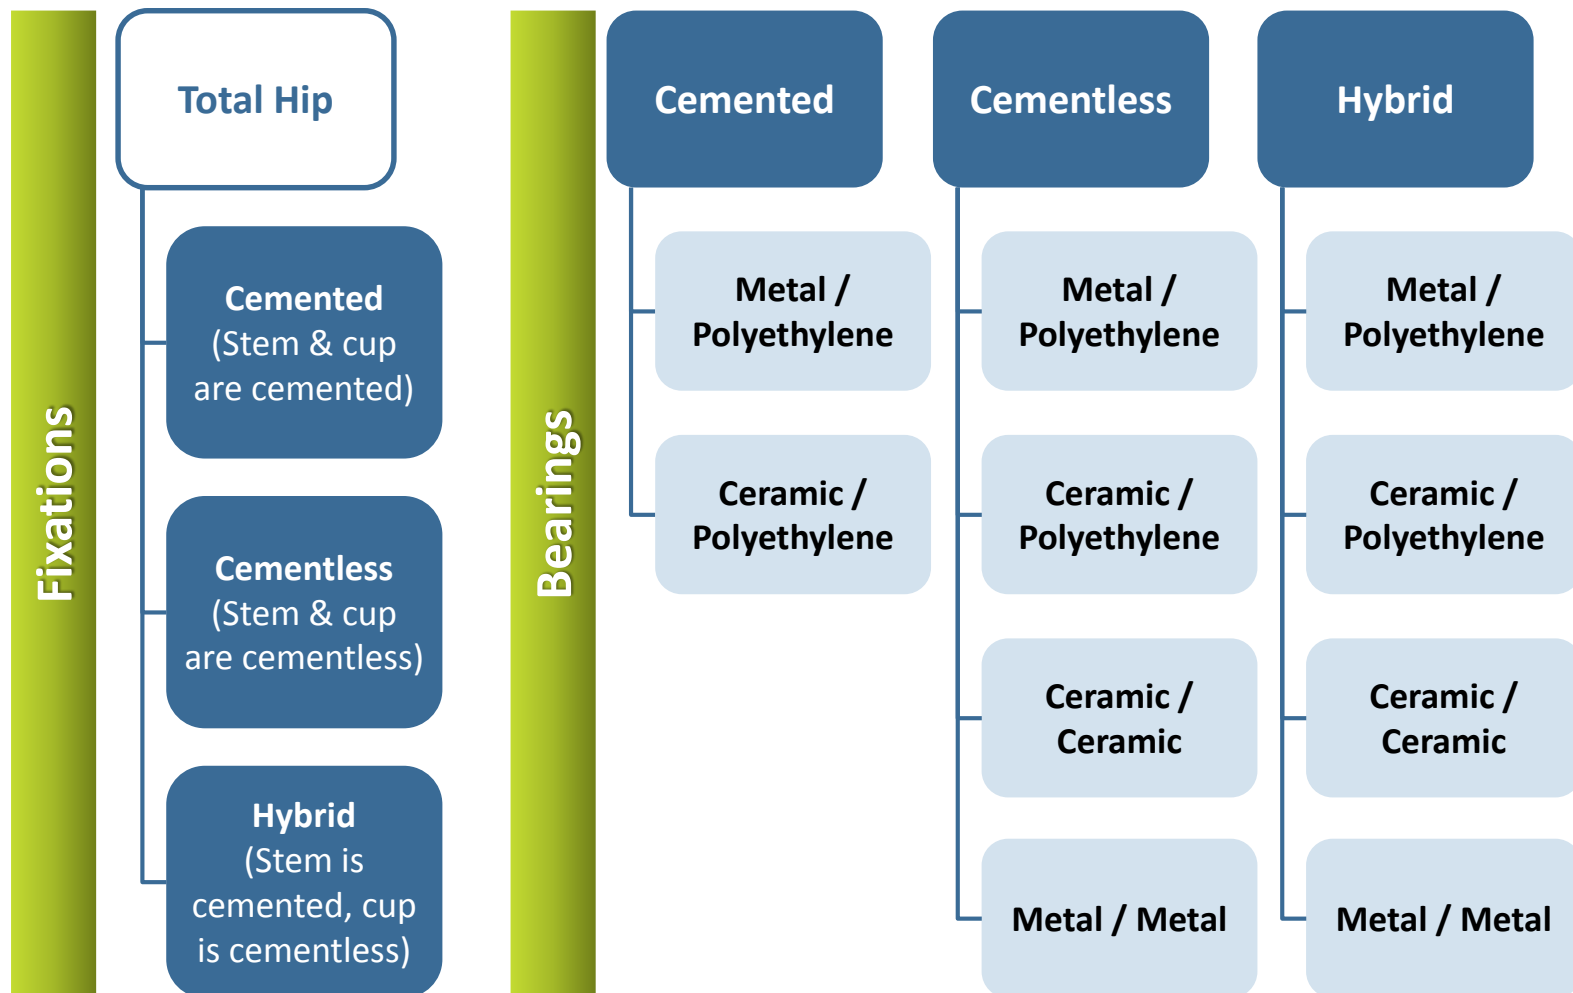 Fixations
Total Hip
Cemented
(Stem & cup
are cemented)
Cementless
(Stem & cup
are cementless)
Hybrid
(Stem is
cemented, cup
is cementless)
Bearings
Cemented
Metal /
Polyethylene
Ceramic /
Polyethylene
Cementless
Metal /
Polyethylene
Ceramic /
Polyethylene
Ceramic /
Ceramic
Metal / Metal
Hybrid
Metal /
Polyethylene
Ceramic /
Polyethylene
Ceramic /
Ceramic
Metal / Metal